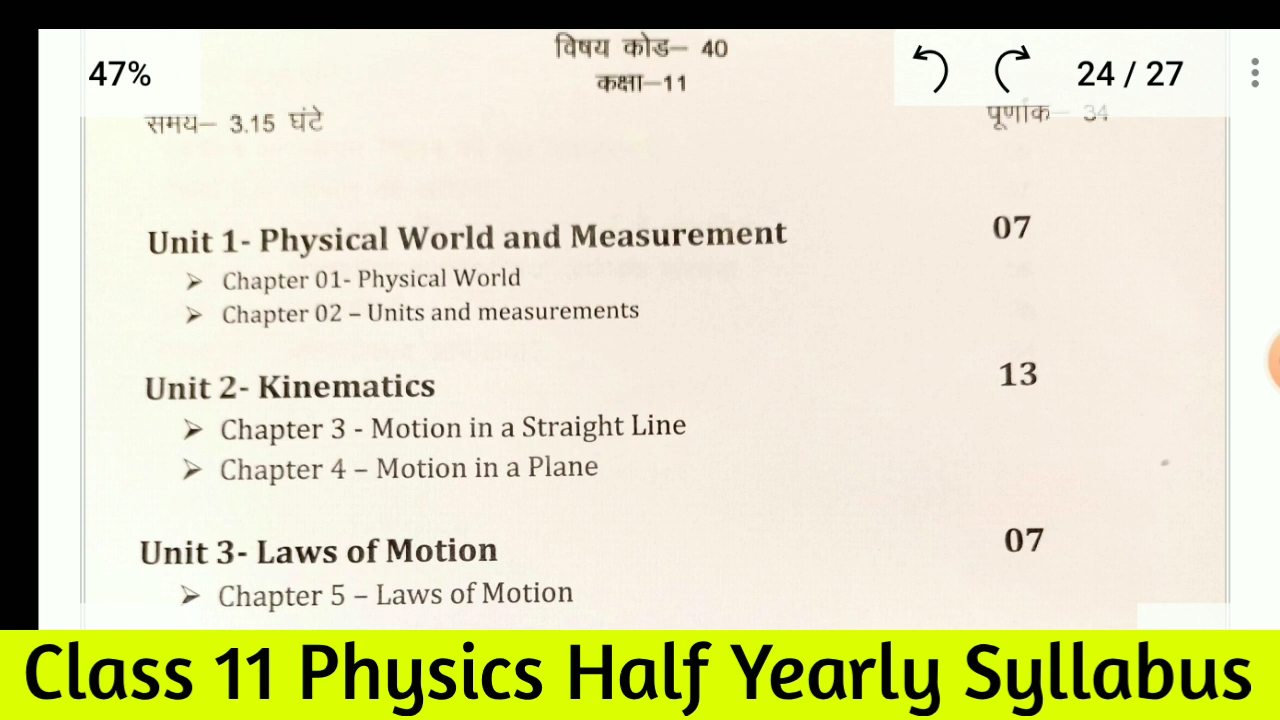 विषय कोड– 40
47%
24 / 27
कक्षा–11
समय– 3.15 घंटे
पूर्णांक– 34
Unit 1- Physical World and Measurement 07
➢ Chapter 01- Physical World
➢ Chapter 02 – Units and measurements
Unit 2- Kinematics 13
➢ Chapter 3 - Motion in a Straight Line
➢ Chapter 4 – Motion in a Plane
Unit 3- Laws of Motion 07
➢ Chapter 5 – Laws of Motion
Class 11 Physics Half Yearly Syllabus